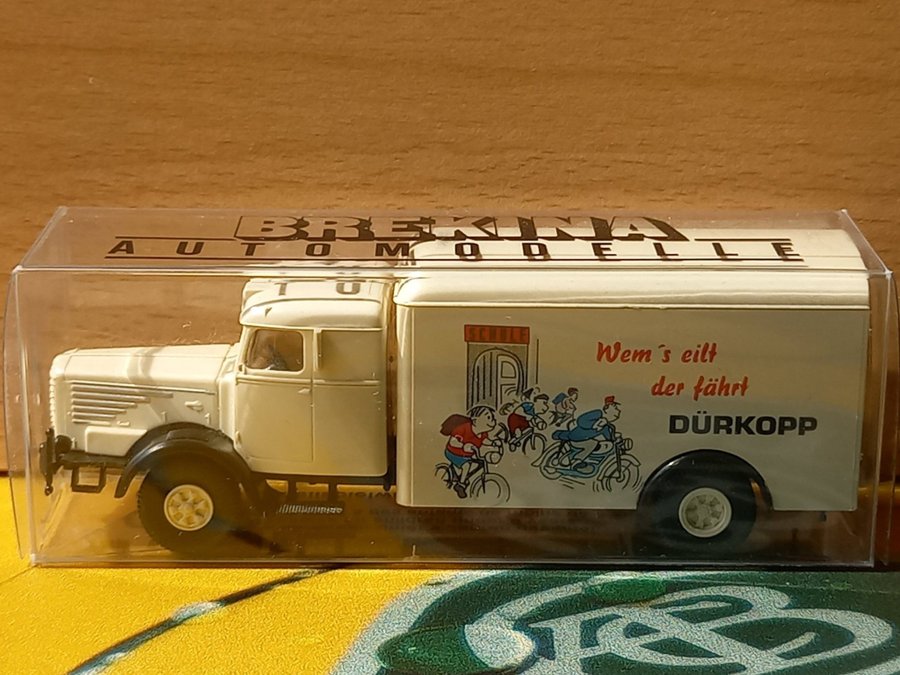 BREKINA
AUTOMODELLE
SCHULE
Wem's eilt
der fährt
DÜRKOPP